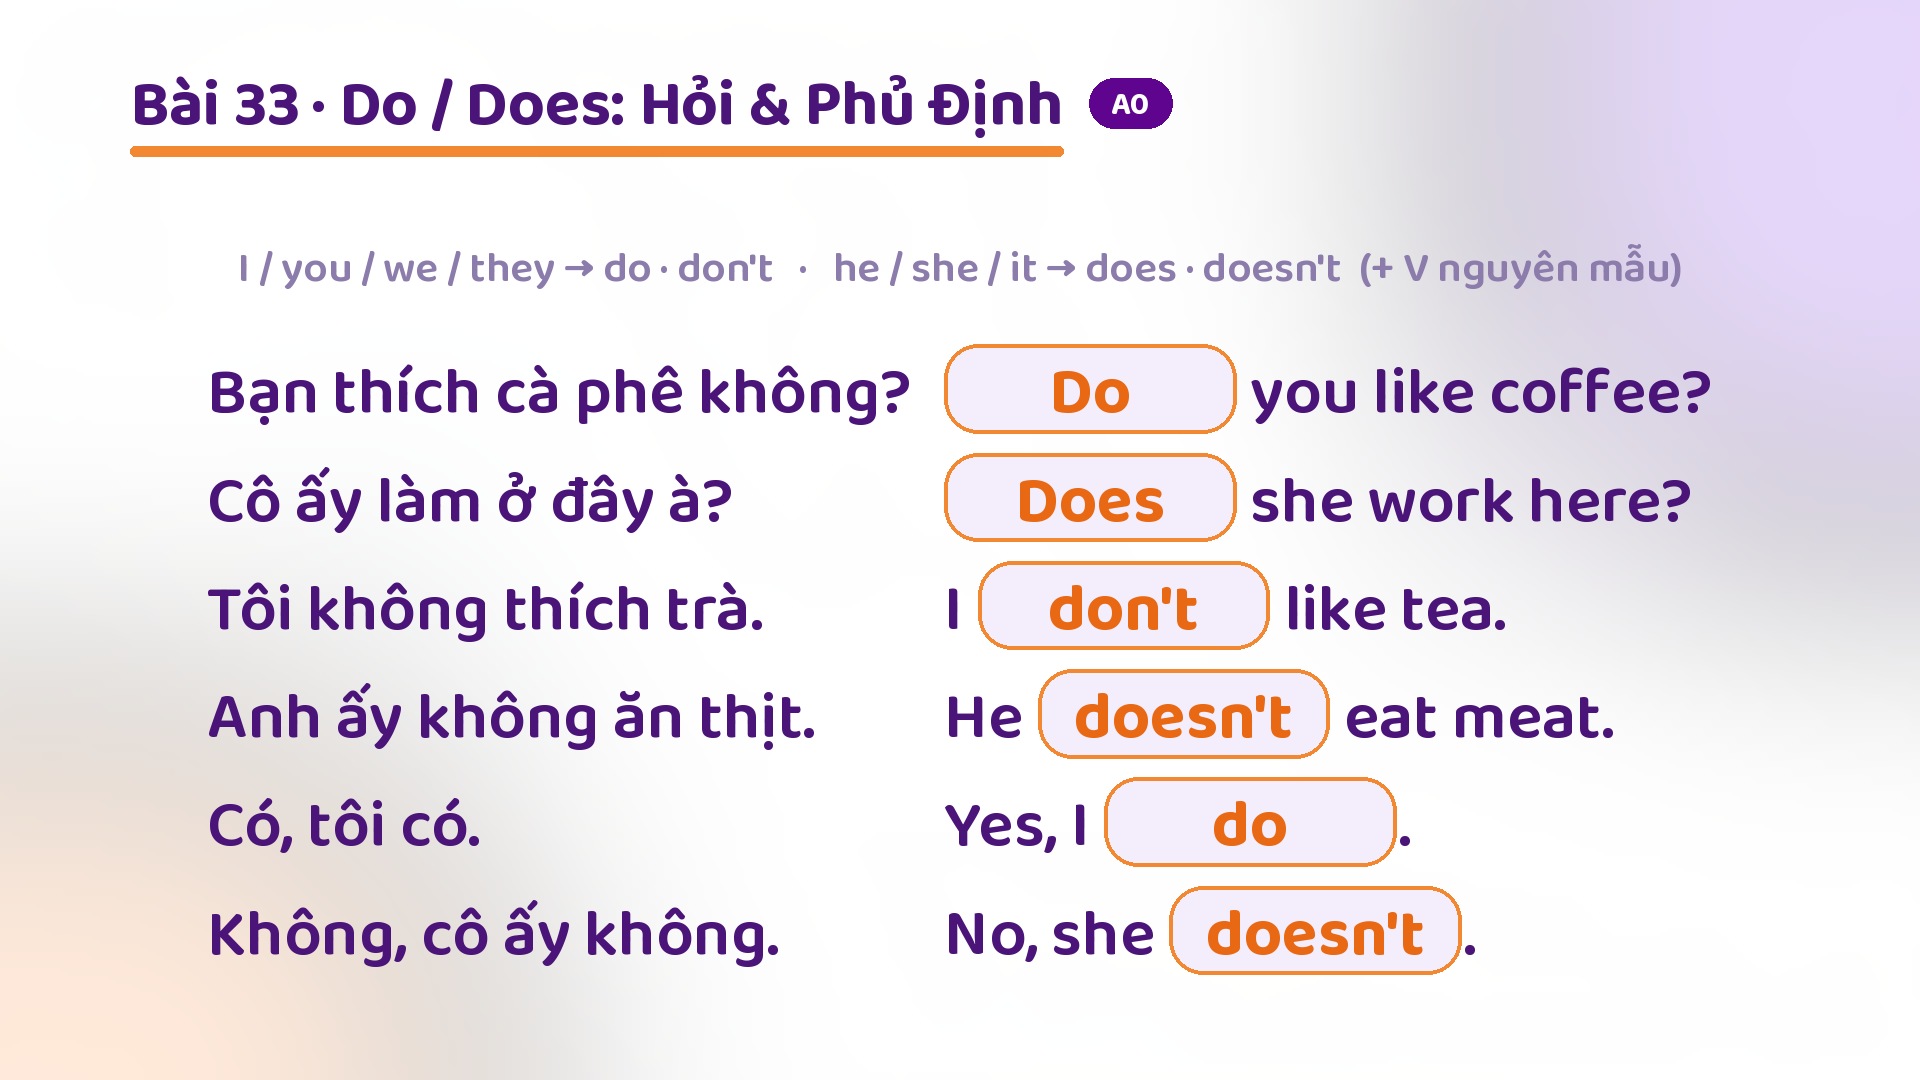 Bài 33 · Do / Does: Hỏi & Phủ Định A0
I / you / we / they → do · don't · he / she / it → does · doesn't (+ V nguyên mẫu)
Bạn thích cà phê không? Do you like coffee?
Cô ấy làm ở đây à? Does she work here?
Tôi không thích trà. I don't like tea.
Anh ấy không ăn thịt. He doesn't eat meat.
Có, tôi có. Yes, I do.
Không, cô ấy không. No, she doesn't.